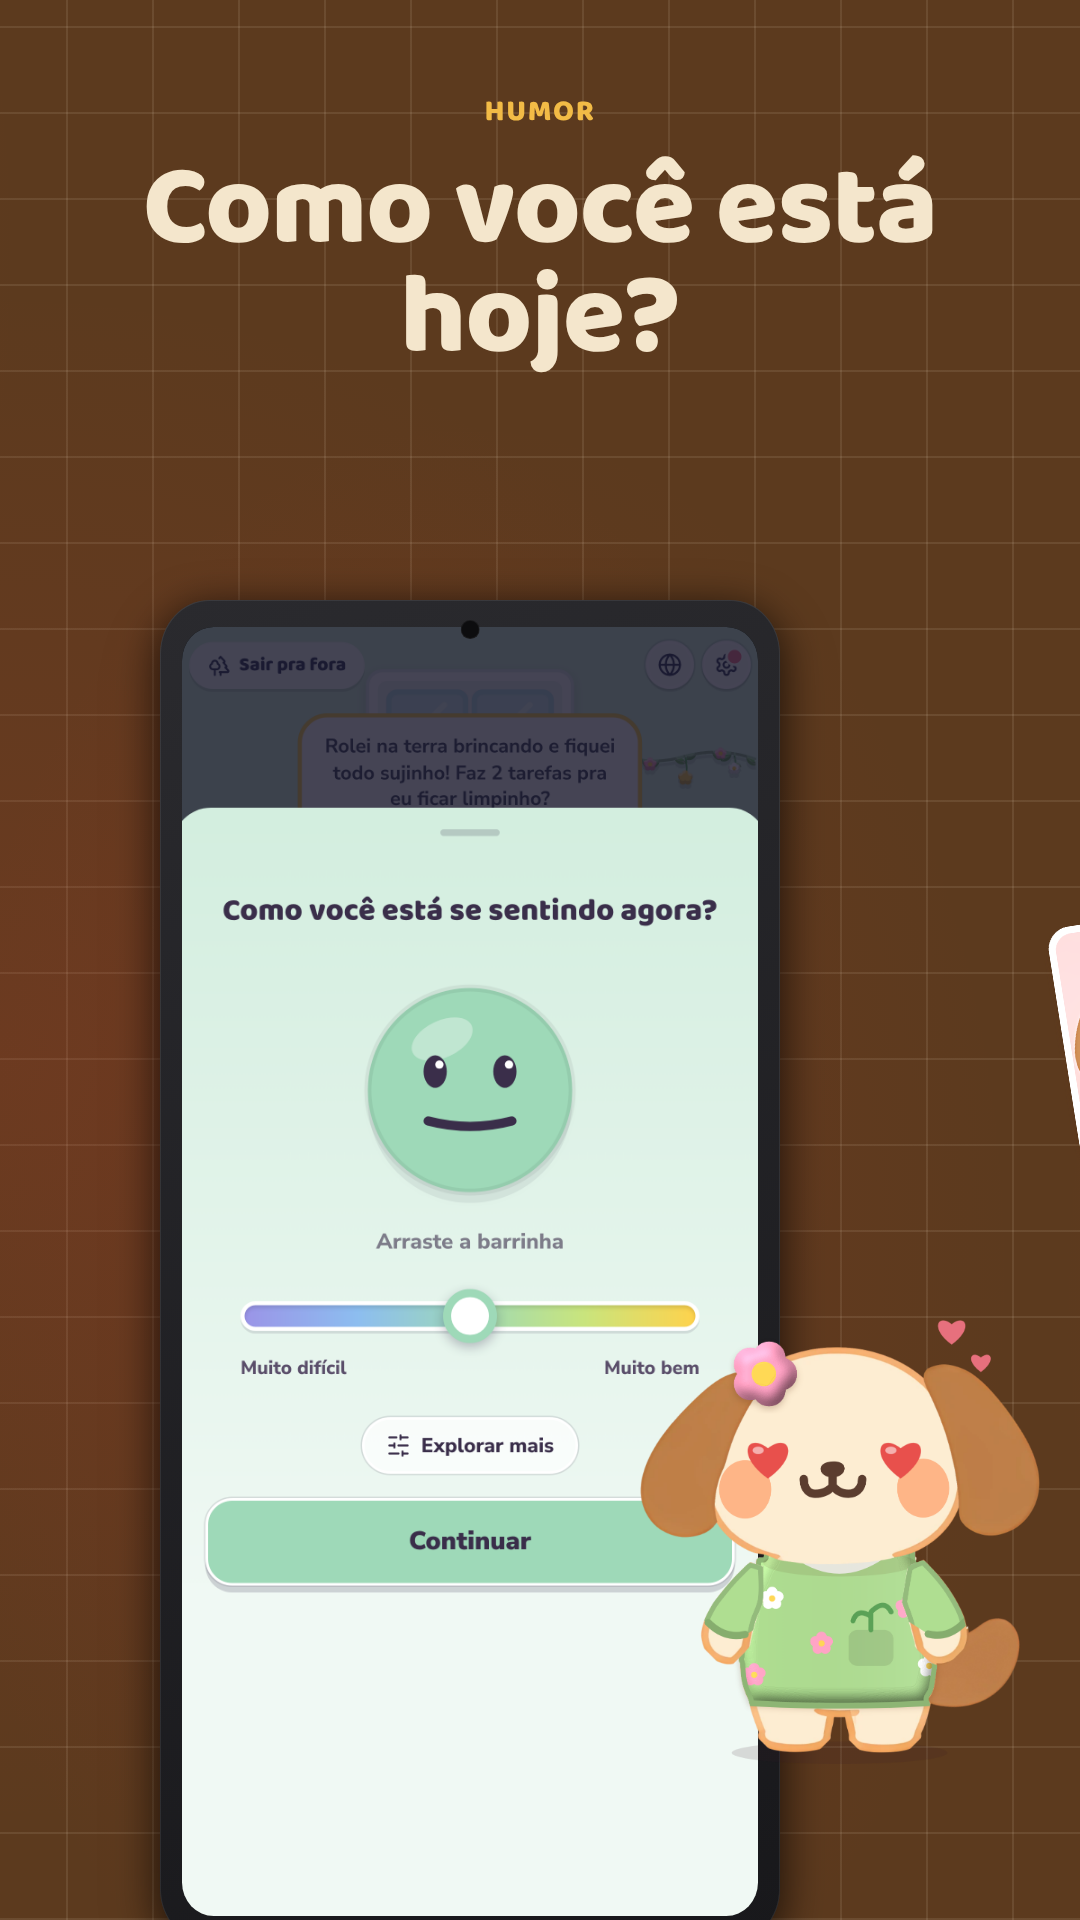 HUMOR
Como você está
hoje?
Sair pra fora
Rolei na terra brincando e fiquei
todo sujinho! Faz 2 tarefas pra
eu ficar limpinho?
Como você está se sentindo agora?
Arraste a barrinha
Muito difícil
Muito bem
Explorar mais
Continuar